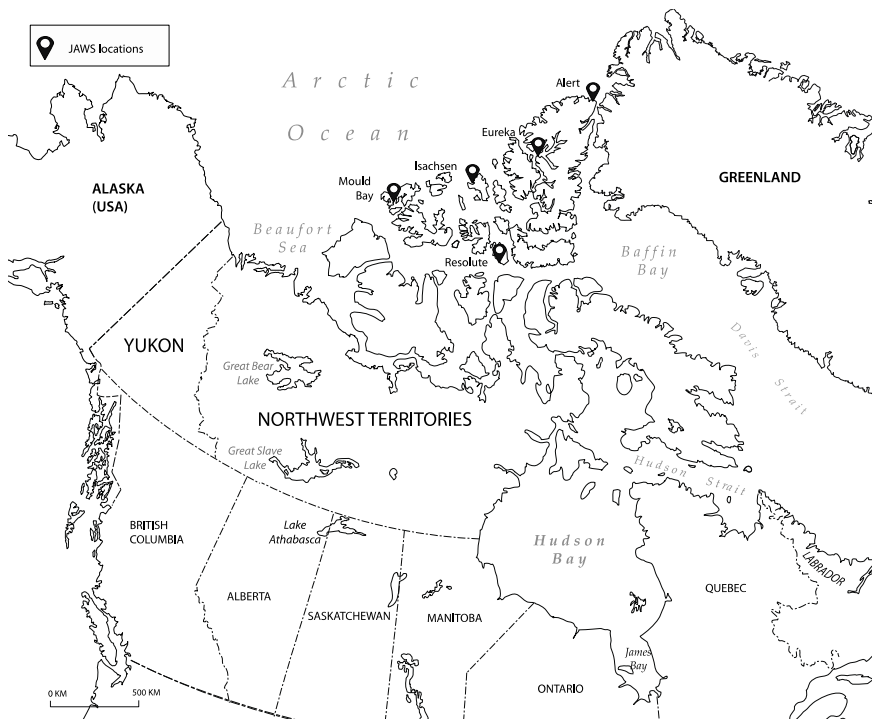 JAWS locations
Arctic
Ocean
Alert
Eureka
Isachsen
Mould
Bay
ALASKA
(USA)
GREENLAND
Beaufort
Sea
Resolute
Baffin
Bay
YUKON
Davis
Strait
Great Bear
Lake
NORTHWEST TERRITORIES
Great Slave
Lake
Hudson
Strait
BRITISH
COLUMBIA
Lake
Athabasca
Hudson
Bay
LABRADOR
ALBERTA
QUEBEC
SASKATCHEWAN
MANITOBA
James
Bay
ONTARIO
0 KM 500 KM